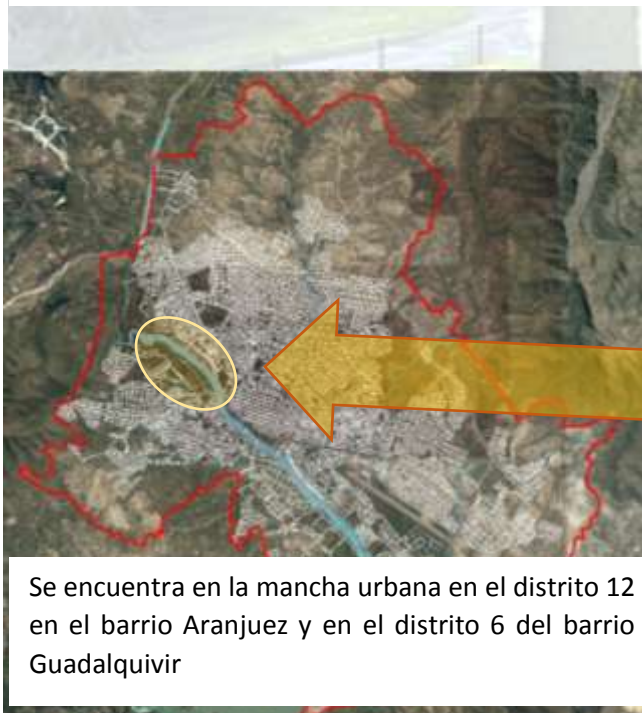 Se encuentra en la mancha urbana en el distrito 12
en el barrio Aranjuez y en el distrito 6 del barrio
Guadalquivir